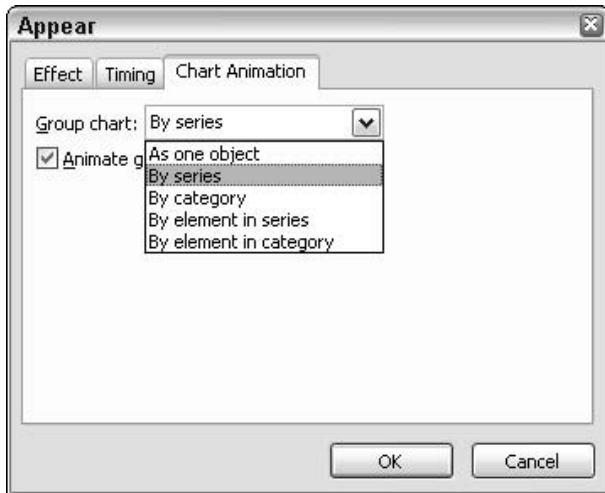 Appear
Effect Timing Chart Animation
Group chart: By series
Animate g
As one object
By series
By category
By element in series
By element in category
OK Cancel